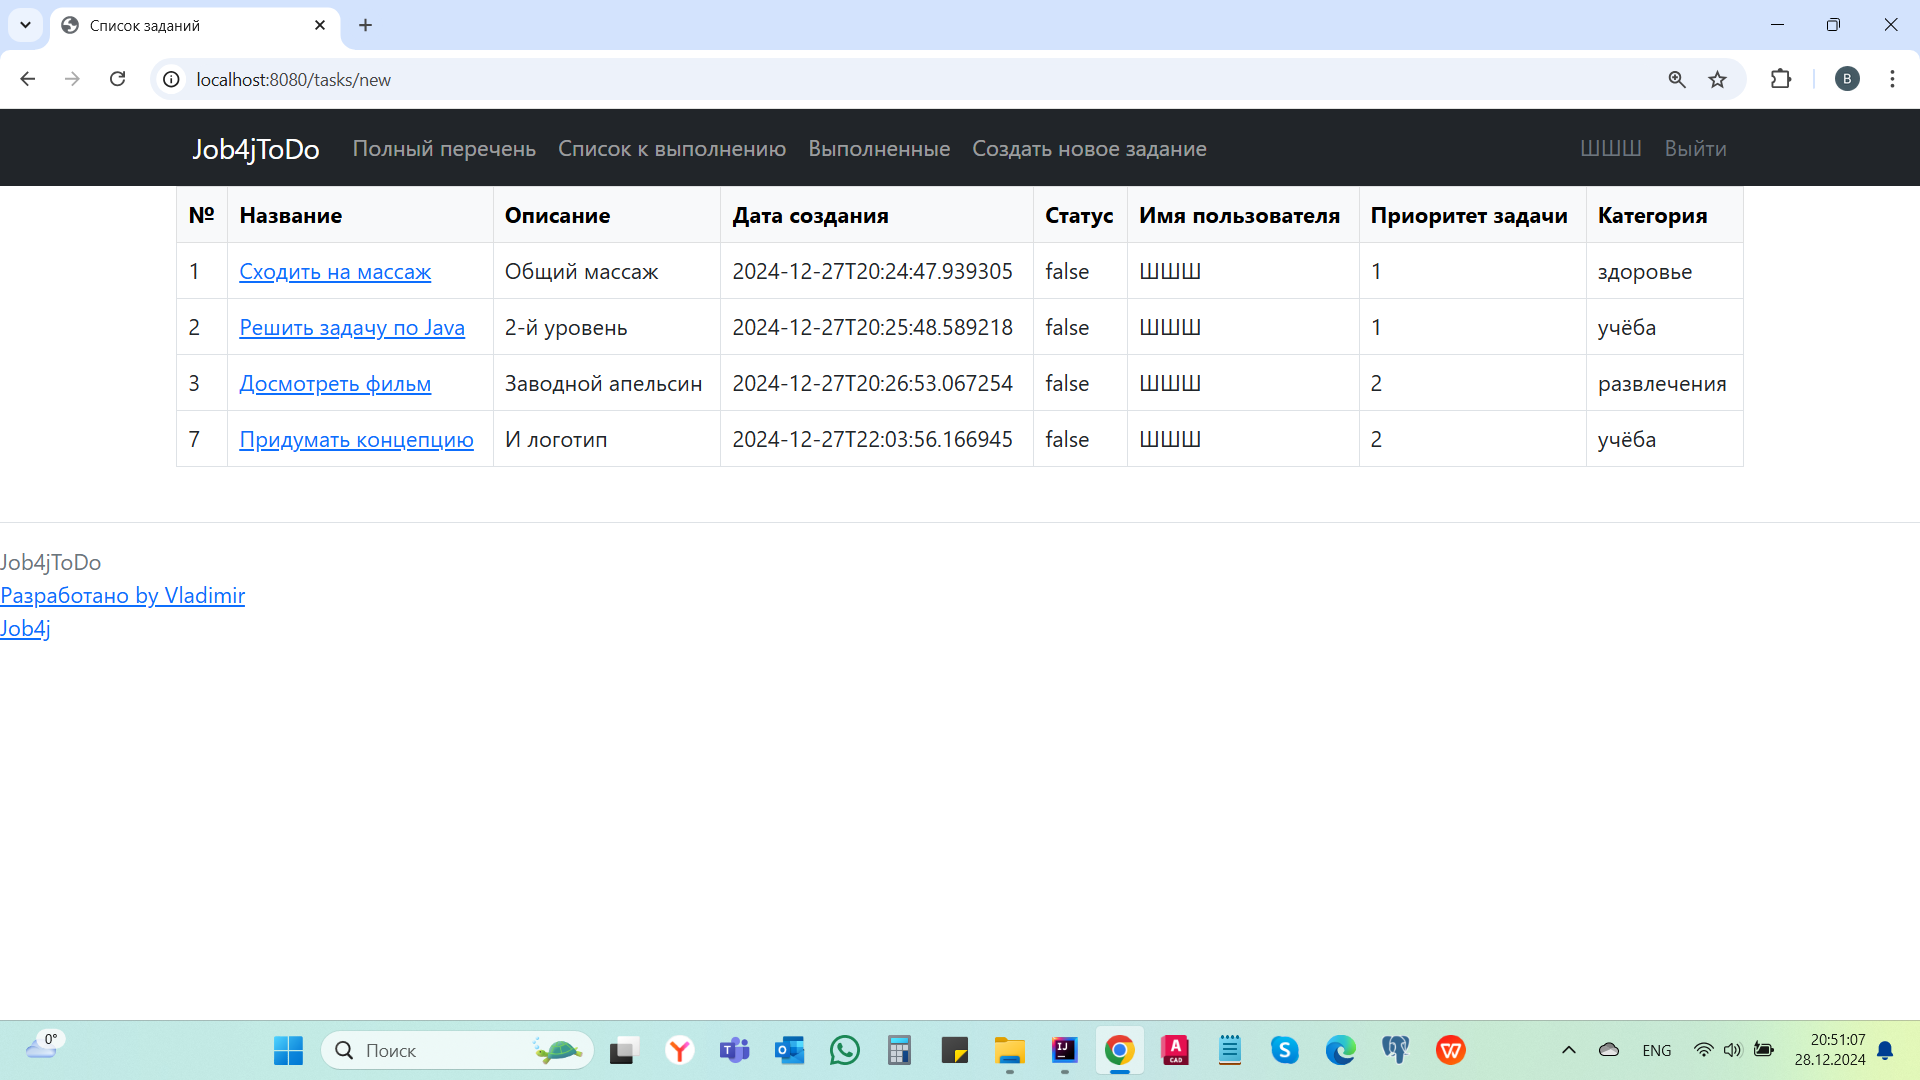 Список заданий
localhost:8080/tasks/new
B
Job4jToDo Полный перечень Список к выполнению Выполненные Создать новое задание ШШШ Выйти
№ Название Описание Дата создания Статус Имя пользователя Приоритет задачи Категория
1 Сходить на массаж Общий массаж 2024-12-27T20:24:47.939305 false ШШШ 1 здоровье
2 Решить задачу по Java 2-й уровень 2024-12-27T20:25:48.589218 false ШШШ 1 учёба
3 Досмотреть фильм Заводной апельсин 2024-12-27T20:26:53.067254 false ШШШ 2 развлечения
7 Придумать концепцию И логотип 2024-12-27T22:03:56.166945 false ШШШ 2 учёба
Job4jToDo
Разработано by Vladimir
Job4j
0°
Поиск
ENG
20:51:07
28.12.2024